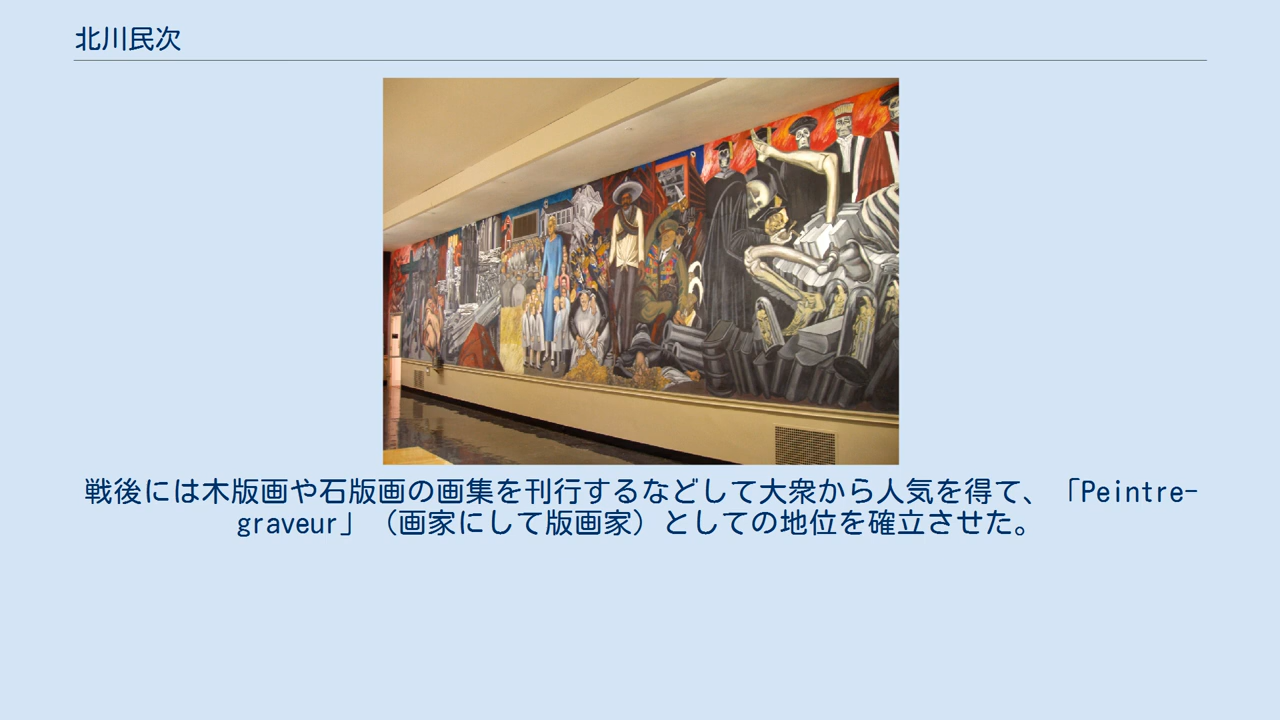 北川民次
戦後には木版画や石版画の画集を刊行するなどして大衆から人気を得て、「Peintre-
graveur」（画家にして版画家）としての地位を確立させた。